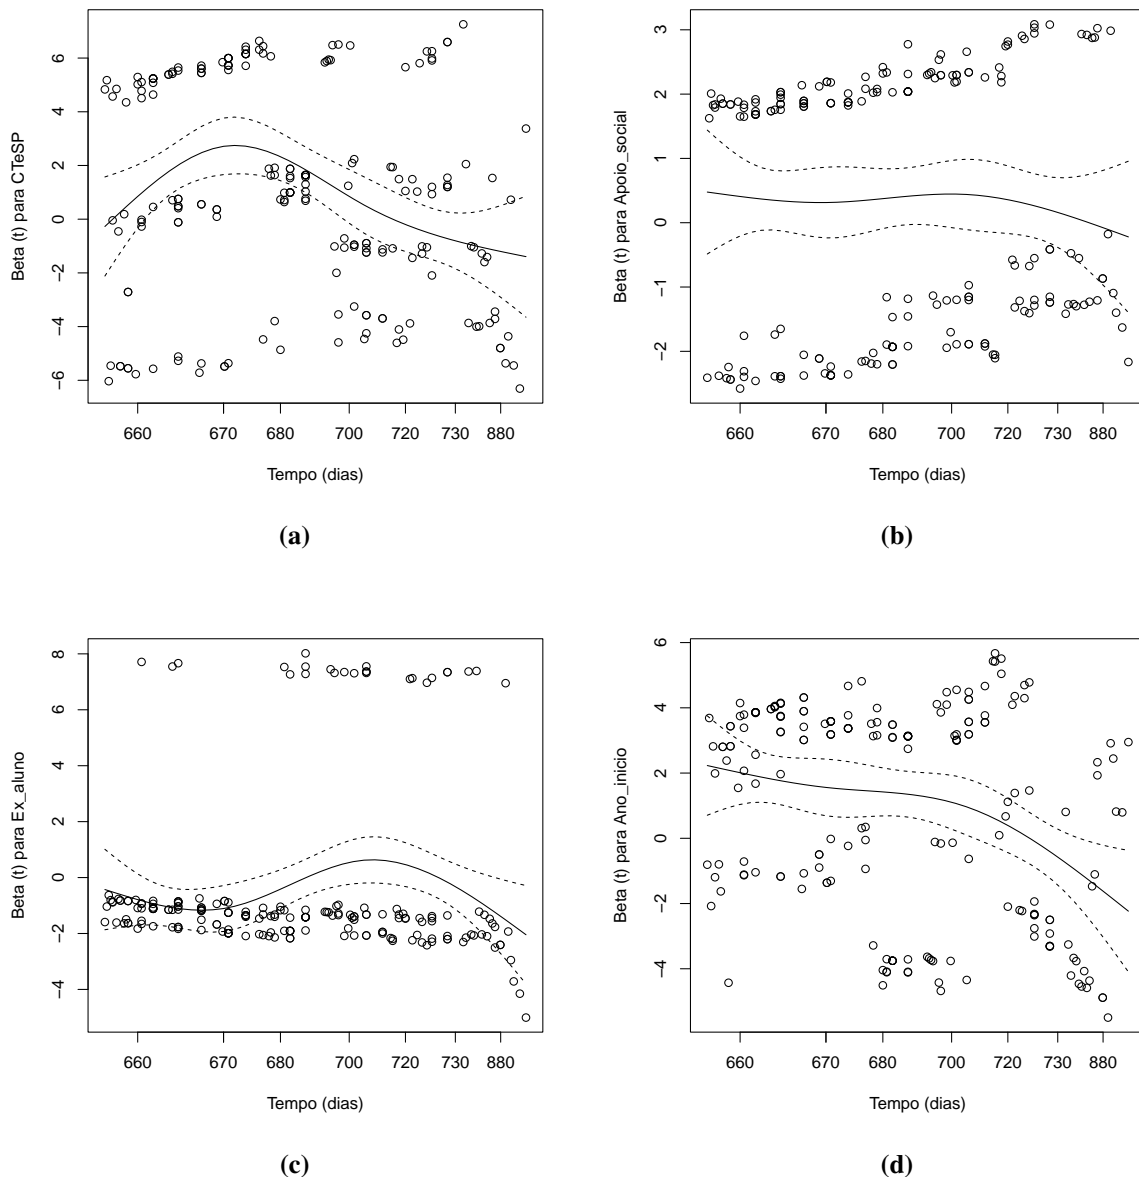 6
4
2
0
−2
−4
−6
Beta (t) para CTeSP
660 670 680 700 720 730 880
Tempo (dias)
(a)
3
2
1
0
−1
−2
Beta (t) para Apoio_social
660 670 680 700 720 730 880
Tempo (dias)
(b)
8
6
4
2
0
−2
−4
Beta (t) para Ex_aluno
660 670 680 700 720 730 880
Tempo (dias)
(c)
6
4
2
0
−2
−4
Beta (t) para Ano_inicio
660 670 680 700 720 730 880
Tempo (dias)
(d)